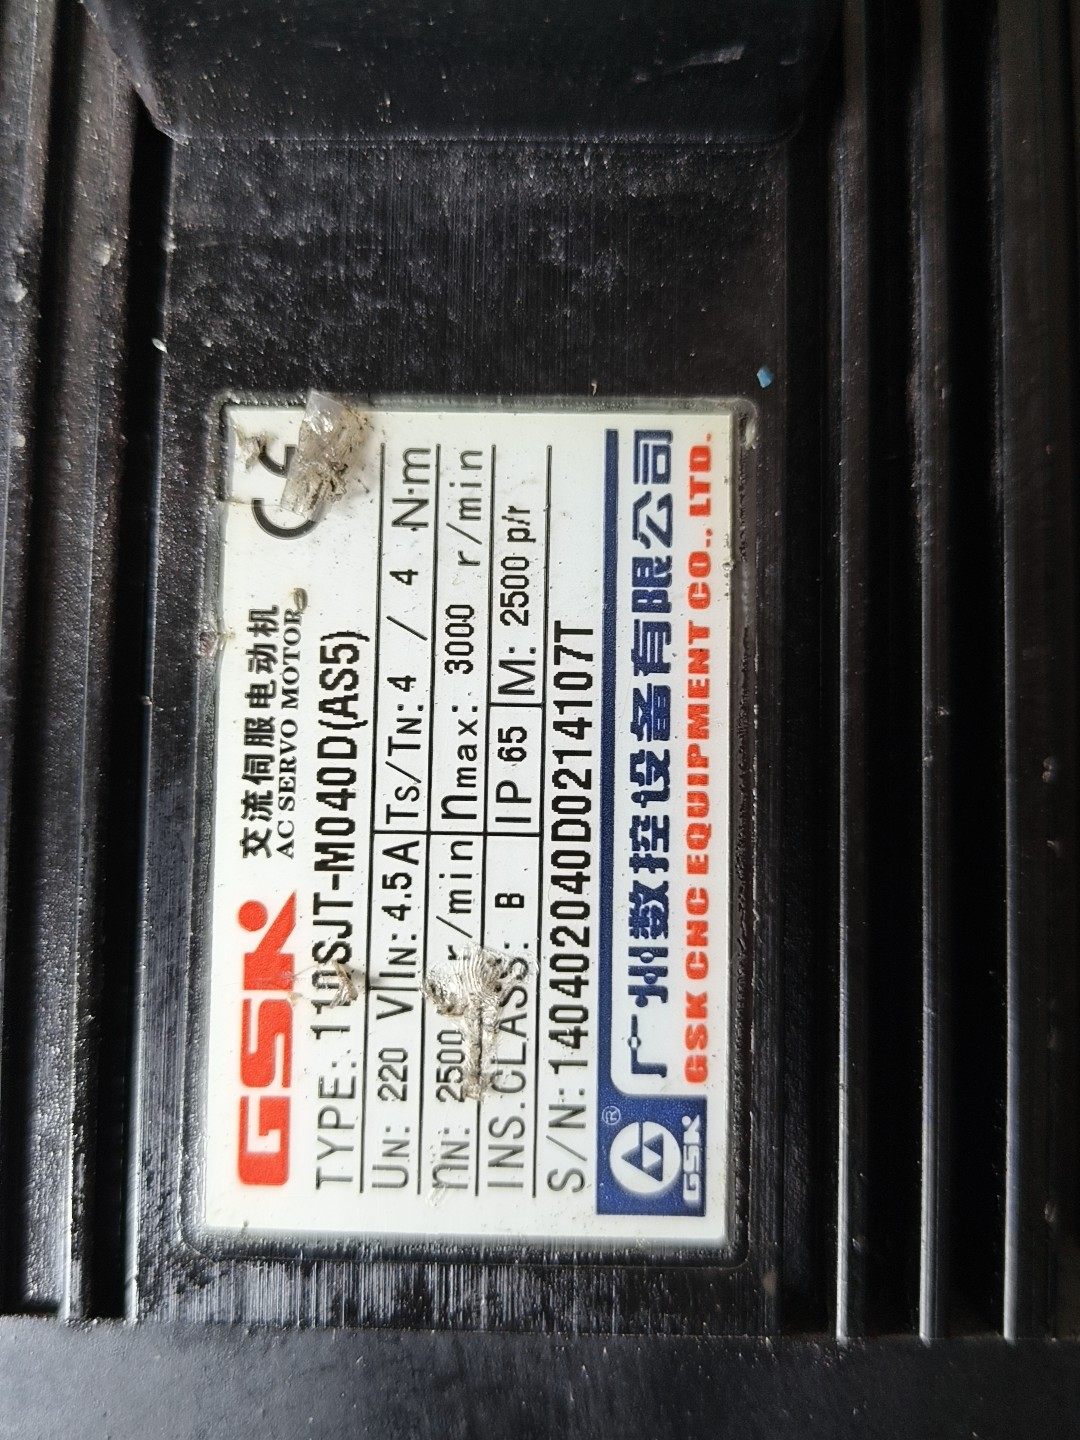 GSK 交流伺服电动机
AC SERVO MOTOR
TYPE: 110SJT-M040D(AS5)
UN: 220 V IN: 4.5A TS/TN: 4 / 4 N·m
nN: 2500 r/min nmax: 3000 r/min
INS.CLASS: B IP 65 M: 2500 p/r
S/N: 140402040D0214107T
GSK ®
广州数控设备有限公司
GSK CNC EQUIPMENT CO., LTD.